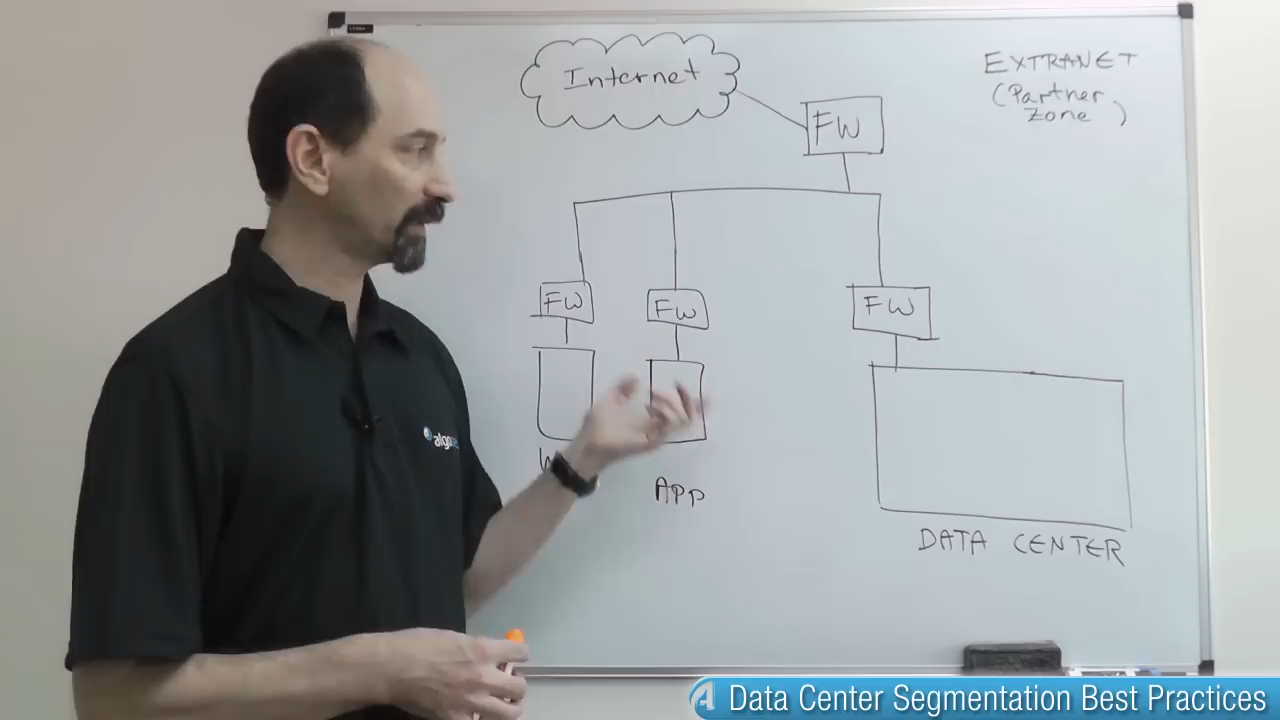 Internet
EXTRANET
(Partner
Zone)
FW
FW
FW
FW
App
DATA CENTER
Data Center Segmentation Best Practices